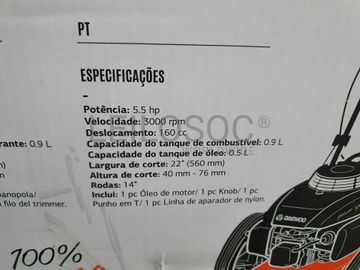 PT
ESPECIFICAÇÕES
Potência: 5.5 hp
Velocidade: 3000 rpm
Deslocamento: 160 cc
Capacidade do tanque de combustível: 0.9 L
Capacidade do tanque de óleo: 0.5 L
Largura de corte: 22" (560 mm)
Altura de corte: 40 mm - 76 mm
Rodas: 14"
Inclui: 1 pc Óleo de motor/ 1 pc Knob/ 1 pc
Punho em T/ 1 pc Linha de aparador de nylon.
rante: 0.9 L
anopola/
filo del trimmer.
100%
DAEWOO